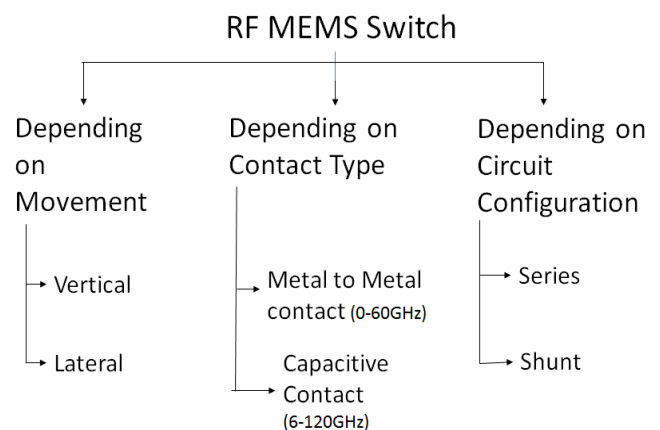 RF MEMS Switch
Depending
on
Movement
Vertical
Lateral
Depending on
Contact Type
Metal to Metal
contact (0-60GHz)
Capacitive
Contact
(6-120GHz)
Depending on
Circuit
Configuration
Series
Shunt